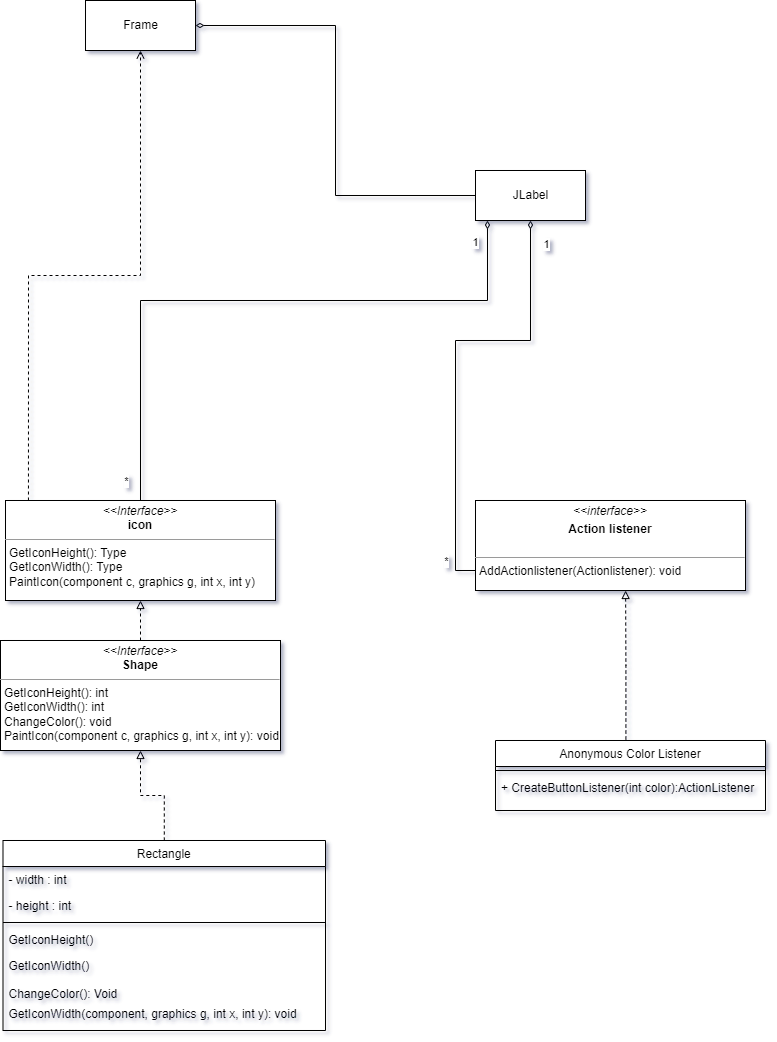 Frame
JLabel
1
1
*
<<Interface>>
icon
GetIconHeight(): Type
GetIconWidth(): Type
PaintIcon(component c, graphics g, int x, int y)
<<interface>>
Action listener
*
AddActionlistener(Actionlistener): void
<<Interface>>
Shape
GetIconHeight(): int
GetIconWidth(): int
ChangeColor(): void
PaintIcon(component c, graphics g, int x, int y): void
Anonymous Color Listener
+ CreateButtonListener(int color):ActionListener
Rectangle
- width : int
- height : int
GetIconHeight()
GetIconWidth()
ChangeColor(): Void
GetIconWidth(component, graphics g, int x, int y): void